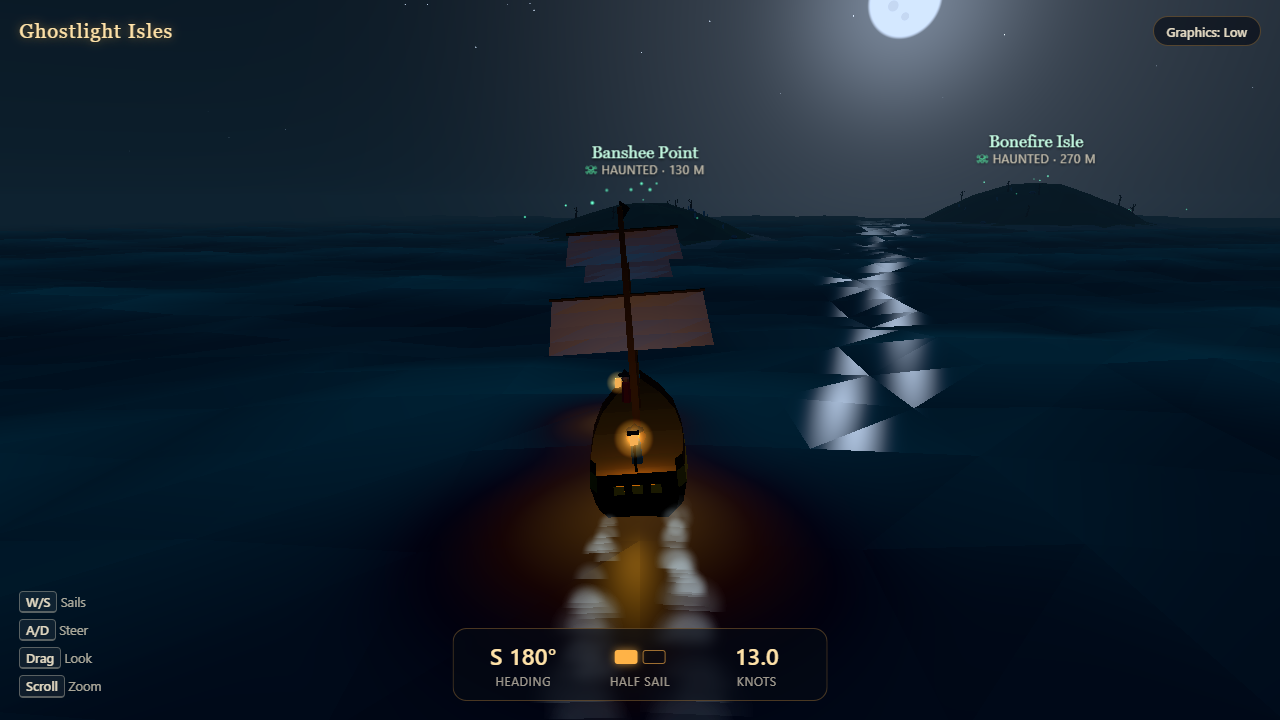 Ghostlight Isles
Graphics: Low
Banshee Point
HAUNTED · 130 M
Bonefire Isle
HAUNTED · 270 M
W/S Sails
A/D Steer
Drag Look
Scroll Zoom
S 180°
HEADING
HALF SAIL
13.0
KNOTS